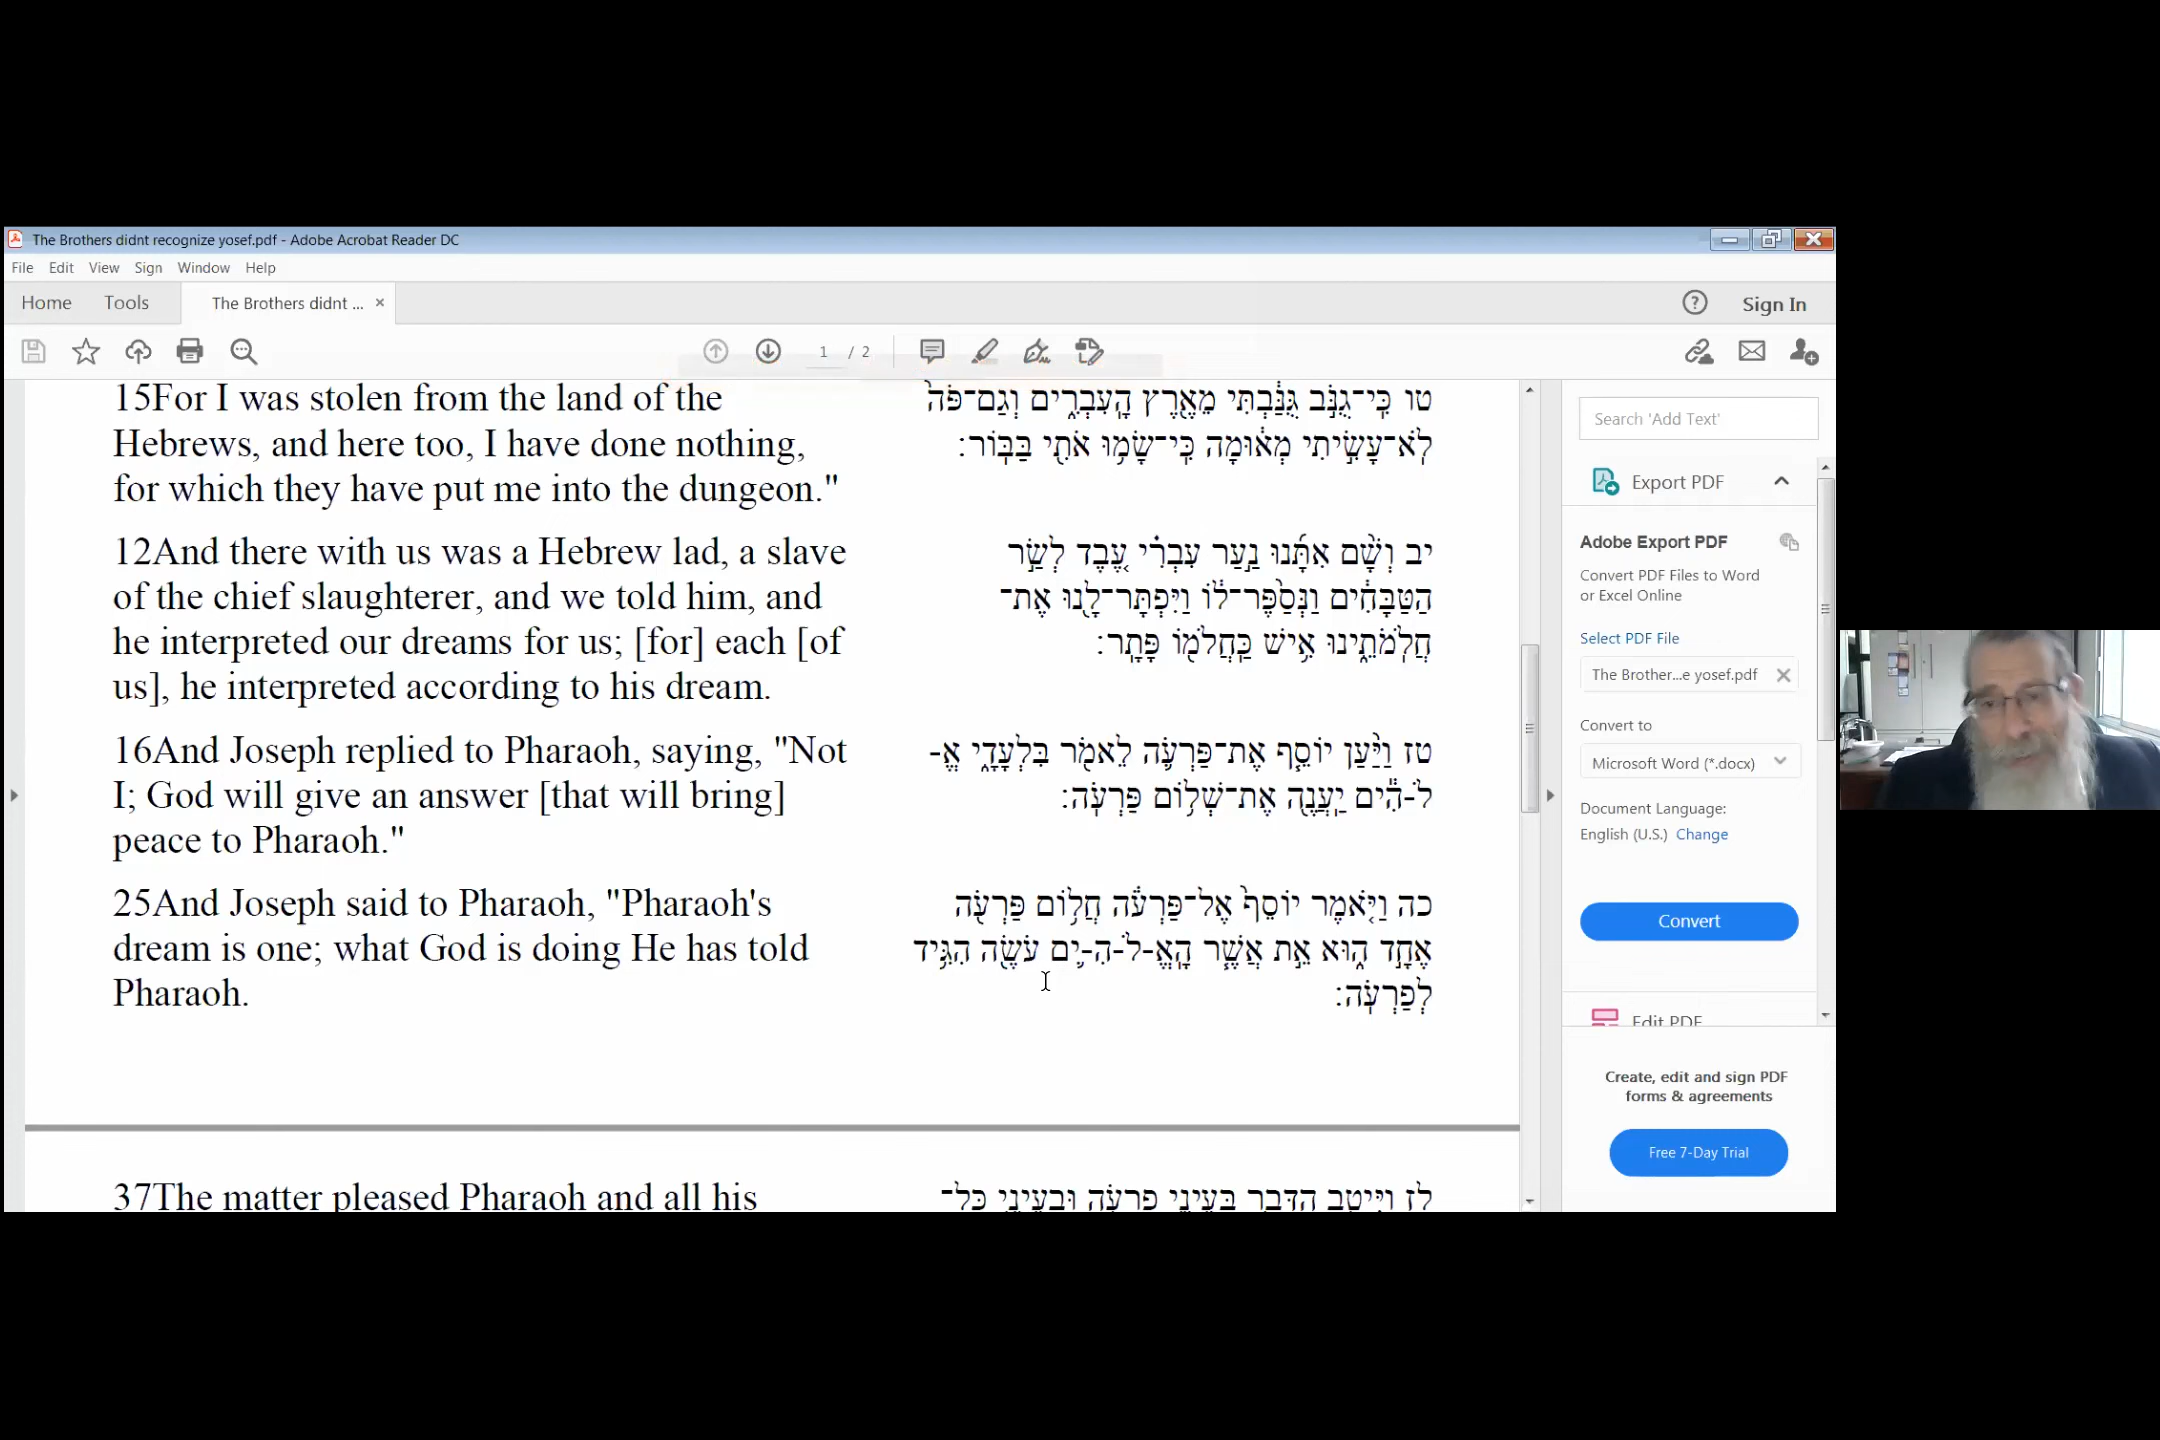 The Brothers didnt recognize yosef.pdf - Adobe Acrobat Reader DC
File Edit View Sign Window Help
Home Tools The Brothers didnt ... × Sign In
1 / 2
15For I was stolen from the land of the
Hebrews, and here too, I have done nothing,
for which they have put me into the dungeon."
טו כִּי־גֻנֹּ֣ב גֻּנַּ֔בְתִּי מֵאֶ֖רֶץ הָֽעִבְרִ֑ים וְגַם־פֹּה֙
לֹֽא־עָשִׂ֣יתִי מְא֔וּמָה כִּֽי־שָׂמ֥וּ אֹתִ֖י בַּבּֽוֹר׃
12And there with us was a Hebrew lad, a slave
of the chief slaughterer, and we told him, and
he interpreted our dreams for us; [for] each [of
us], he interpreted according to his dream.
יב וְשָׁ֨ם אִתָּ֜נוּ נַ֣עַר עִבְרִ֗י עֶ֚בֶד לְשַׂ֣ר
הַטַּבָּחִ֔ים וַנְּ֨סַפֶּר־ל֔וֹ וַיִּפְתָּר־לָ֖נוּ אֶת־
חֲלֹֽמֹתֵ֑ינוּ אִ֥ישׁ כַּֽחֲלֹמ֖וֹ פָּתָֽר׃
16And Joseph replied to Pharaoh, saying, "Not
I; God will give an answer [that will bring]
peace to Pharaoh."
טז וַיַּ֨עַן יוֹסֵ֧ף אֶת־פַּרְעֹ֛ה לֵאמֹ֖ר בִּלְעָדָ֑י אֱ-
לֹ-הִ֕ים יַֽעֲנֶ֖ה אֶת־שְׁל֥וֹם פַּרְעֹֽה׃
25And Joseph said to Pharaoh, "Pharaoh's
dream is one; what God is doing He has told
Pharaoh.
כה וַיֹּ֤אמֶר יוֹסֵף֙ אֶל־פַּרְעֹ֔ה חֲל֥וֹם פַּרְעֹ֖ה
אֶחָ֣ד ה֑וּא אֵ֣ת אֲשֶׁ֧ר הָֽאֱ-לֹ-הִ-֛ים עֹשֶׂ֖ה הִגִּ֥יד
לְפַרְעֹֽה׃
37The matter pleased Pharaoh and all his
לז וַיִּיטַ֥ב הַדָּבָ֖ר בְּעֵינֵ֣י פַרְעֹ֑ה וּבְעֵינֵ֖י כָּל־
Search 'Add Text'
Export PDF
Adobe Export PDF
Convert PDF Files to Word
or Excel Online
Select PDF File
The Brother...e yosef.pdf
Convert to
Microsoft Word (*.docx)
Document Language:
English (U.S.) Change
Convert
Edit PDF
Create, edit and sign PDF
forms & agreements
Free 7-Day Trial